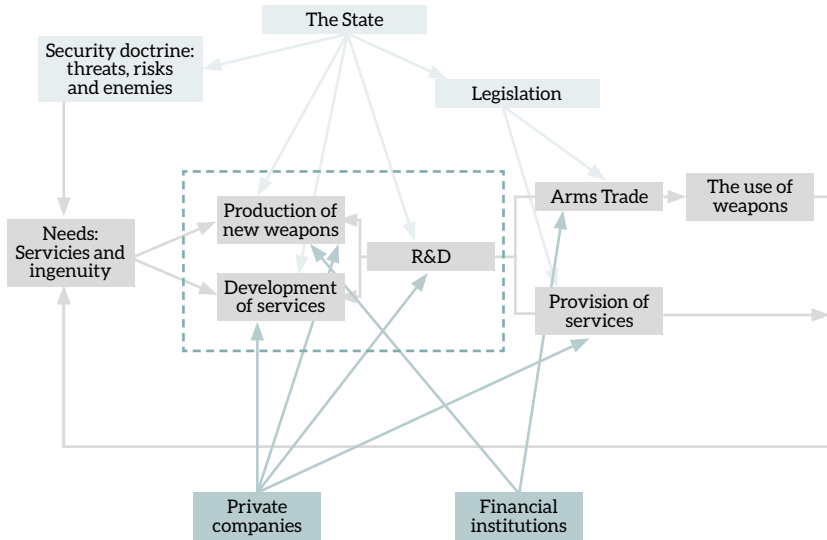 The State
Security doctrine:
threats, risks
and enemies
Legislation
Production of
new weapons
Arms Trade
The use of
weapons
Needs:
Servicies and
ingenuity
R&D
Development
of services
Provision of
services
Private
companies
Financial
institutions